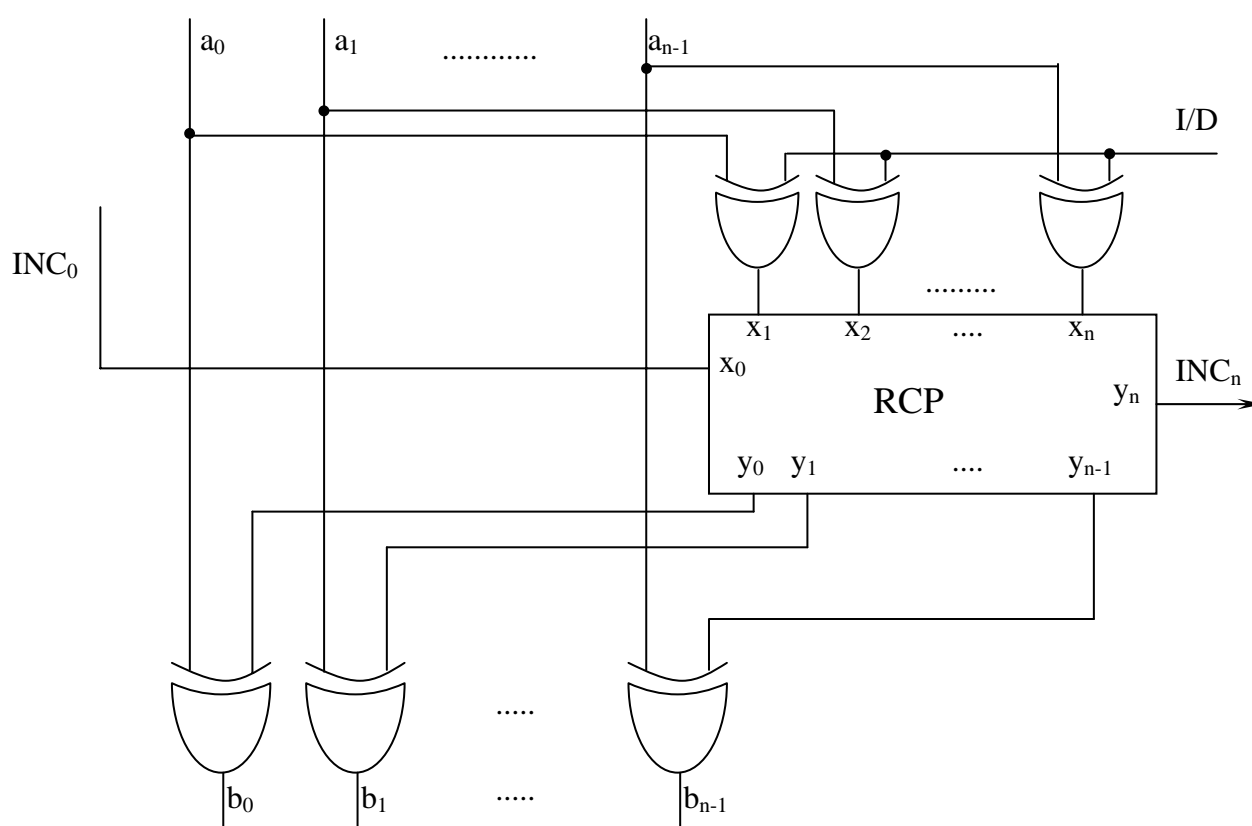 a₀ a₁ ............ aₙ₋₁
I/D
INC₀
.........
x₁ x₂ .... xₙ
x₀
INCₙ
yₙ
RCP
y₀ y₁ .... yₙ₋₁
.....
b₀ b₁ ..... bₙ₋₁